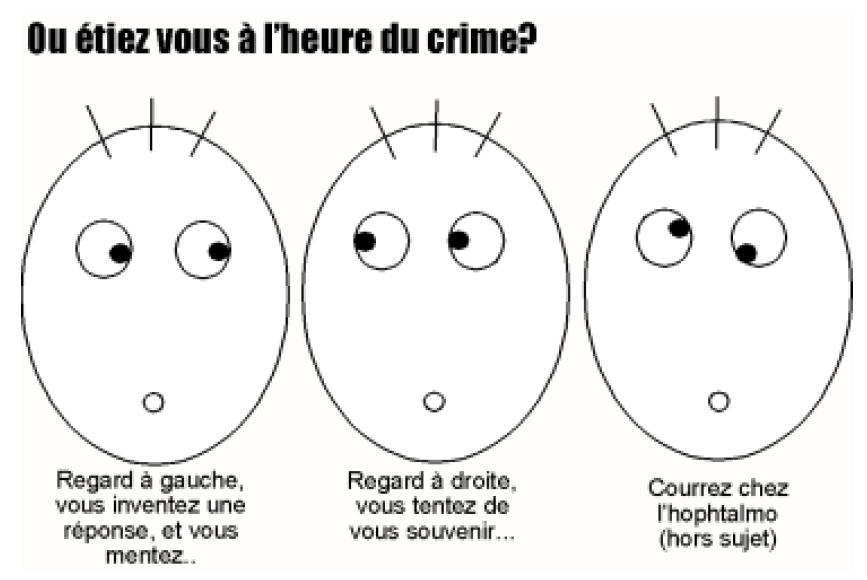 Ou étiez vous à l'heure du crime?
Regard à gauche,
vous inventez une
réponse, et vous
mentez..
Regard à droite,
vous tentez de
vous souvenir...
Courrez chez
l'hophtalmo
(hors sujet)